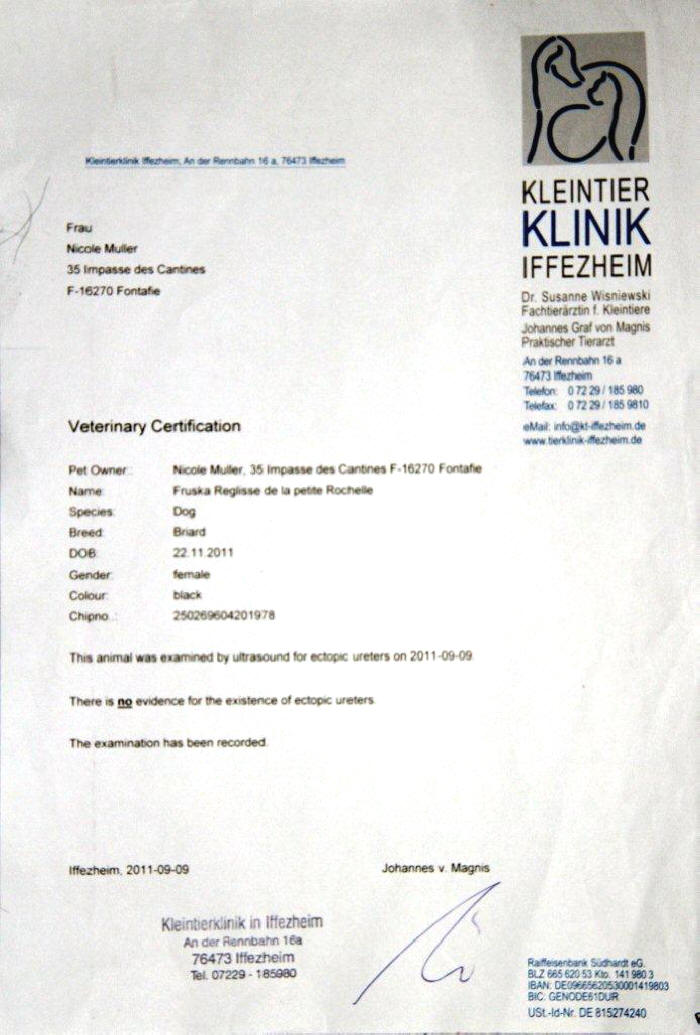 Kleintierklinik Iffezheim, An der Rennbahn 16 a, 76473 Iffezheim
KLEINTIER
KLINIK
IFFEZHEIM
Dr. Susanne Wisniewski
Fachtierärztin f. Kleintiere
Johannes Graf von Magnis
Praktischer Tierarzt
An der Rennbahn 16 a
76473 Iffezheim
Telefon: 0 72 29 / 185 980
Telefax: 0 72 29 / 185 9810
eMail: info@kt-iffezheim.de
www.tierklinik-iffezheim.de
Frau
Nicole Muller
35 Impasse des Cantines
F-16270 Fontafie
Veterinary Certification
Pet Owner: Nicole Muller, 35 Impasse des Cantines F-16270 Fontafie
Name: Fruska Reglisse de la petite Rochelle
Species: Dog
Breed: Briard
DOB: 22.11.2011
Gender: female
Colour: black
Chipno.: 250269604201978
This animal was examined by ultrasound for ectopic ureters on 2011-09-09.
There is no evidence for the existence of ectopic ureters.
The examination has been recorded.
Iffezheim, 2011-09-09 Johannes v. Magnis
Kleintierklinik in Iffezheim
An der Rennbahn 16a
76473 Iffezheim
Tel. 07229 - 185980
Raiffeisenbank Südhardt eG.
BLZ 665 620 53 Kto. 141 980 3
IBAN: DE09665620530001419803
BIC: GENODE61DUR
USt.-Id-Nr. DE 815274240